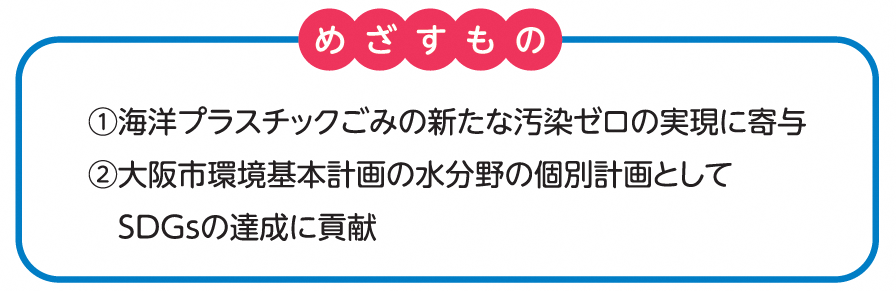 めざすもの
①海洋プラスチックごみの新たな汚染ゼロの実現に寄与
②大阪市環境基本計画の水分野の個別計画として
SDGsの達成に貢献